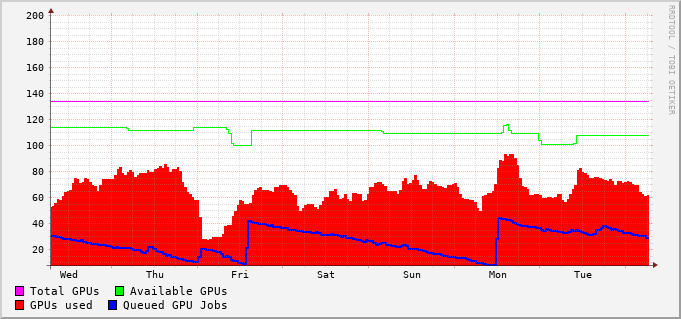 200
180
160
140
120
100
80
60
40
20
Wed Thu Fri Sat Sun Mon Tue
Total GPUs Available GPUs
GPUs used Queued GPU Jobs
RRDTOOL / TOBI OETIKER